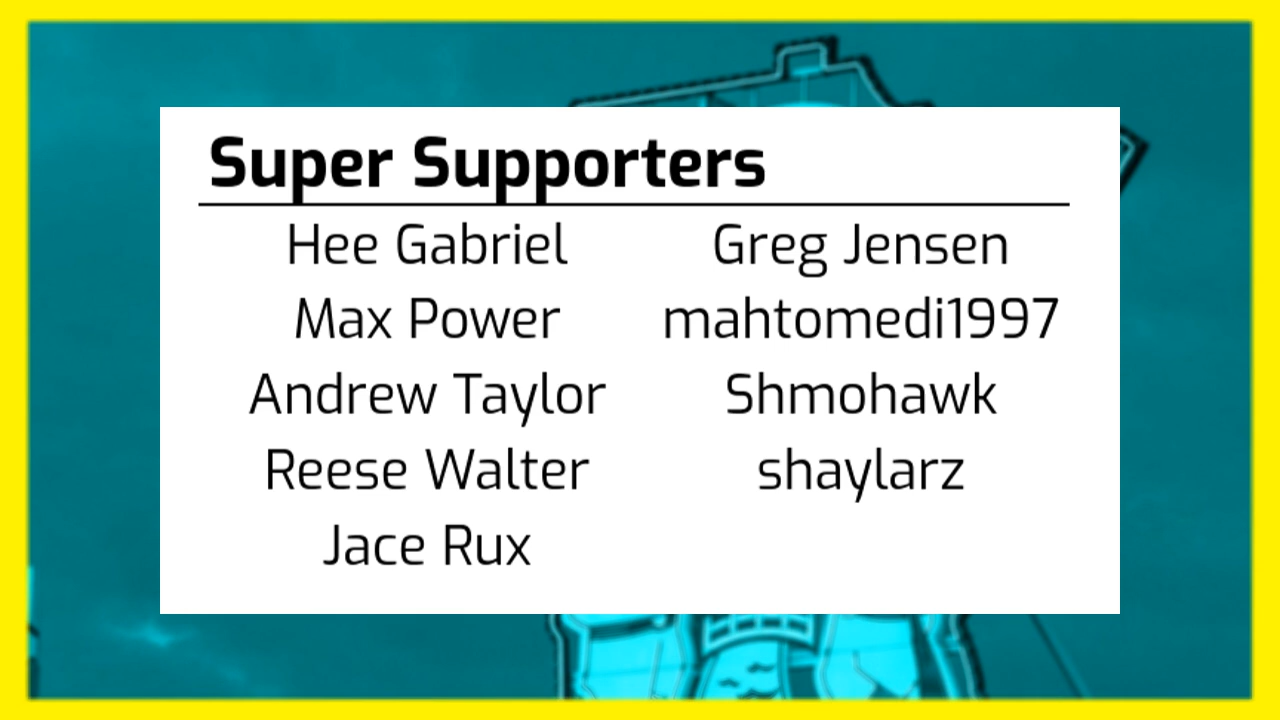 Super Supporters
Hee Gabriel
Greg Jensen
Max Power
mahtomedi1997
Andrew Taylor
Shmohawk
Reese Walter
shaylarz
Jace Rux